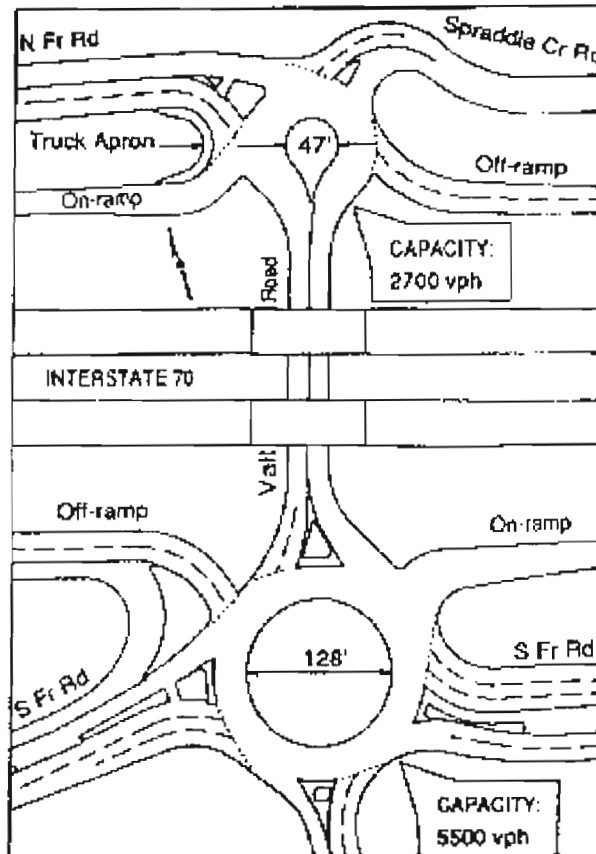 N Fr Rd
Spraddle Cr Rd
Truck Apron
47'
Off-ramp
On-ramp
CAPACITY:
2700 vph
Road
INTERSTATE 70
Vail
Off-ramp
On-ramp
128'
S Fr Rd
S Fr Rd
CAPACITY:
5500 vph